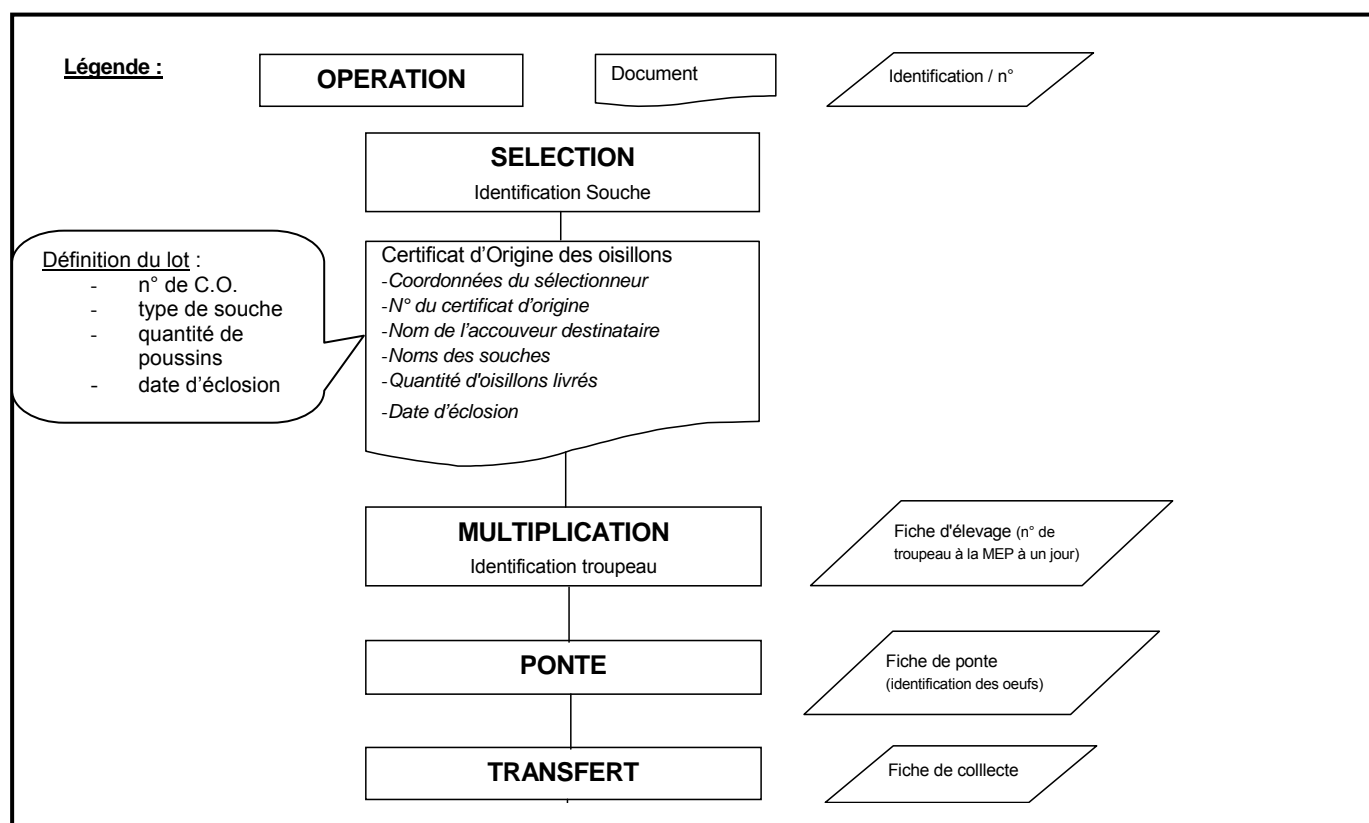 Légende :
OPERATION
Document
Identification / n°
SELECTION
Identification Souche
Définition du lot :
- n° de C.O.
- type de souche
- quantité de
poussins
- date d'éclosion
Certificat d'Origine des oisillons
-Coordonnées du sélectionneur
-N° du certificat d'origine
-Nom de l'accouveur destinataire
-Noms des souches
-Quantité d'oisillons livrés
-Date d'éclosion
MULTIPLICATION
Identification troupeau
Fiche d'élevage (n° de
troupeau à la MEP à un jour)
PONTE
Fiche de ponte
(identification des oeufs)
TRANSFERT
Fiche de colllecte